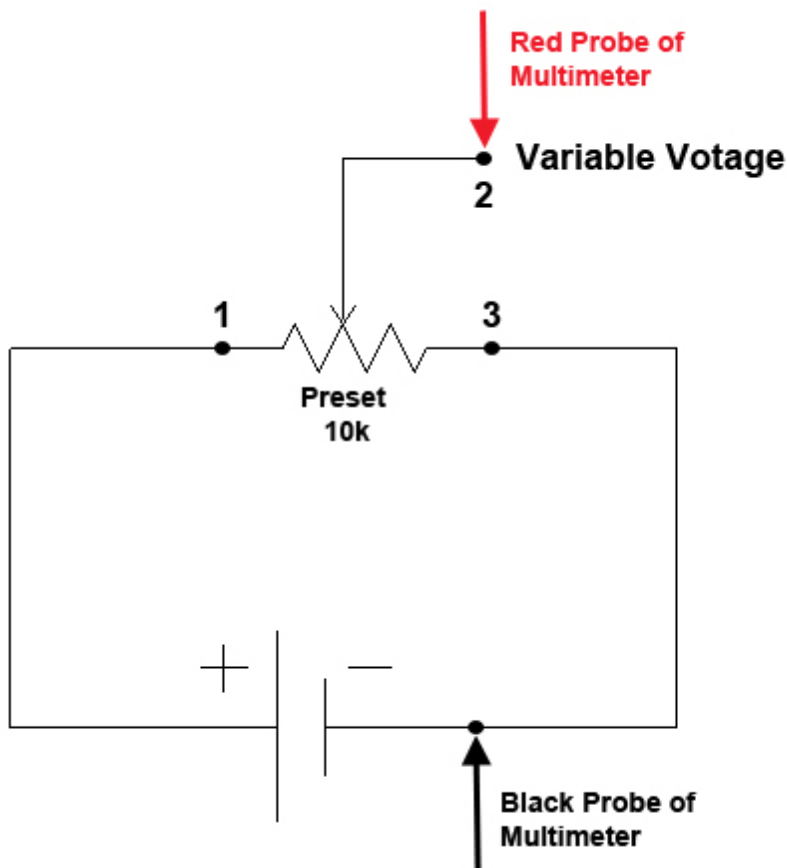 Red Probe of
Multimeter
Variable Votage
2
1
3
Preset
10k
+ −
Black Probe of
Multimeter